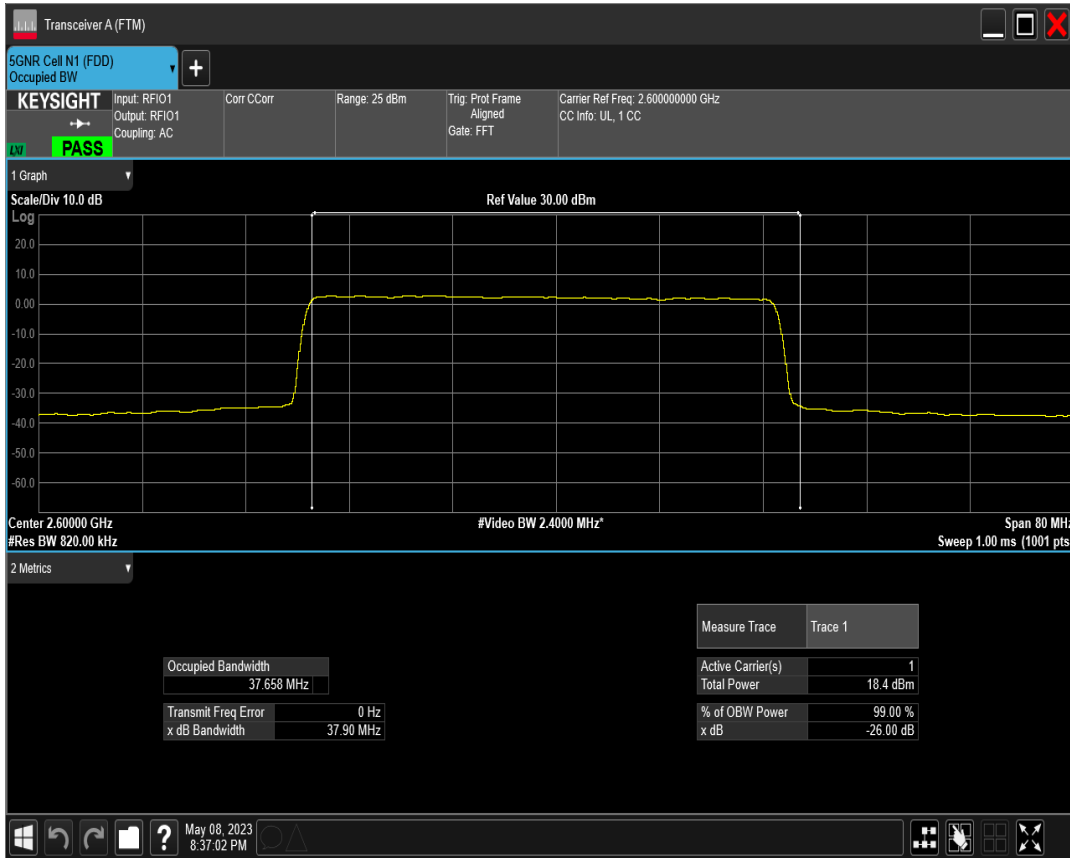 Transceiver A (FTM)
5GNR Cell N1 (FDD)
Occupied BW
KEYSIGHT
LXI
PASS
Input: RFIO1
Output: RFIO1
Coupling: AC
Corr CCorr
Range: 25 dBm
Trig: Prot Frame
Aligned
Gate: FFT
Carrier Ref Freq: 2.600000000 GHz
CC Info: UL, 1 CC
1 Graph
Scale/Div 10.0 dB
Ref Value 30.00 dBm
Log
20.0
10.0
0.00
-10.0
-20.0
-30.0
-40.0
-50.0
-60.0
Center 2.60000 GHz
#Video BW 2.4000 MHz*
Span 80 MHz
#Res BW 820.00 kHz
Sweep 1.00 ms (1001 pts
2 Metrics
Measure Trace Trace 1
Occupied Bandwidth
37.658 MHz
Active Carrier(s) 1
Total Power 18.4 dBm
Transmit Freq Error 0 Hz
x dB Bandwidth 37.90 MHz
% of OBW Power 99.00 %
x dB -26.00 dB
?
May 08, 2023
8:37:02 PM